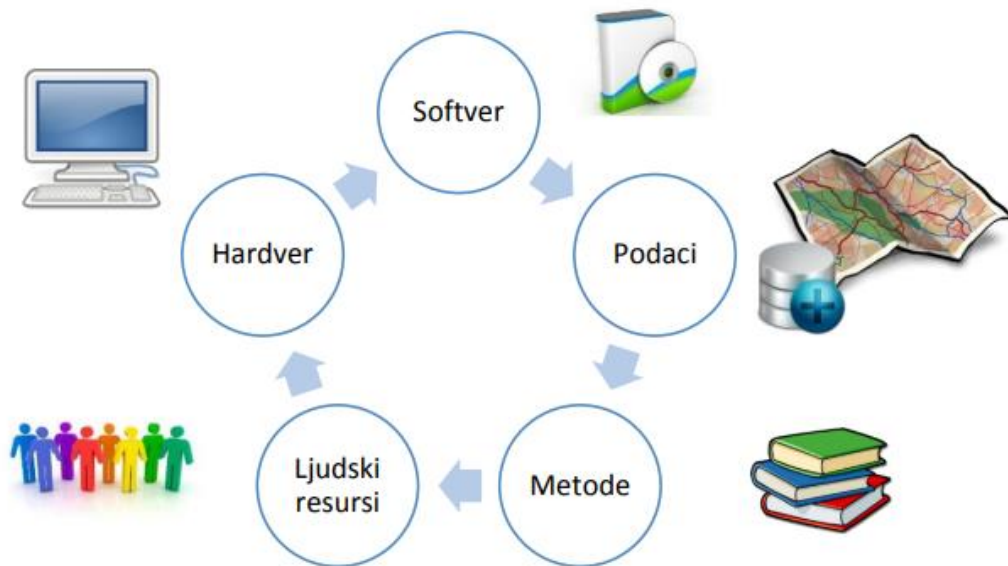 Softver
Hardver
Podaci
Ljudski
resursi
Metode